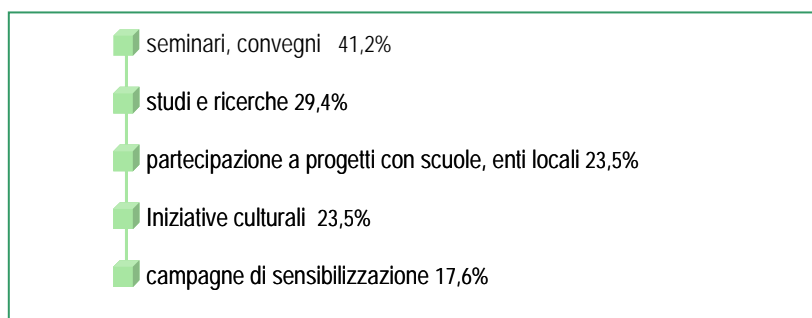 seminari, convegni 41,2%
studi e ricerche 29,4%
partecipazione a progetti con scuole, enti locali 23,5%
Iniziative culturali 23,5%
campagne di sensibilizzazione 17,6%